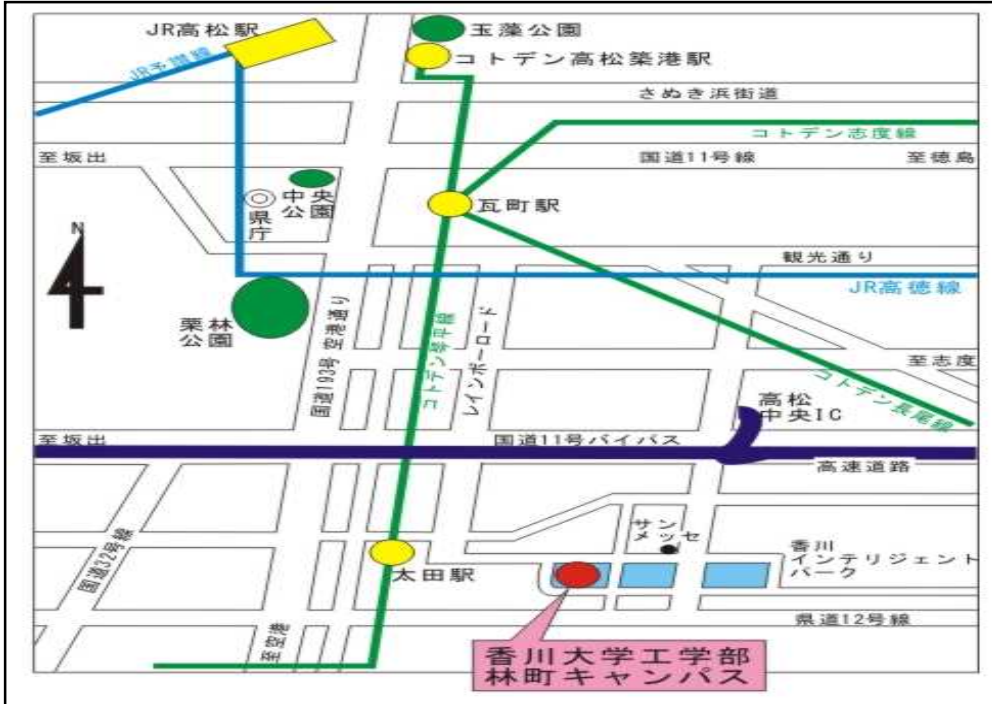 JR高松駅
玉藻公園
コトデン高松築港駅
JR予讃線
さぬき浜街道
コトデン志度線
至坂出
国道11号線
至徳島
中央
公園
県庁
瓦町駅
N
観光通り
JR高徳線
栗林
公園
国道193号 空港通り
コトデン琴平線
レインボーロード
至志度
コトデン長尾線
高松
中央IC
至坂出
国道11号バイパス
高速道路
国道32号線
サン
メッセ
香川
インテリジェント
パーク
太田駅
県道12号線
至空港
香川大学工学部
林町キャンパス